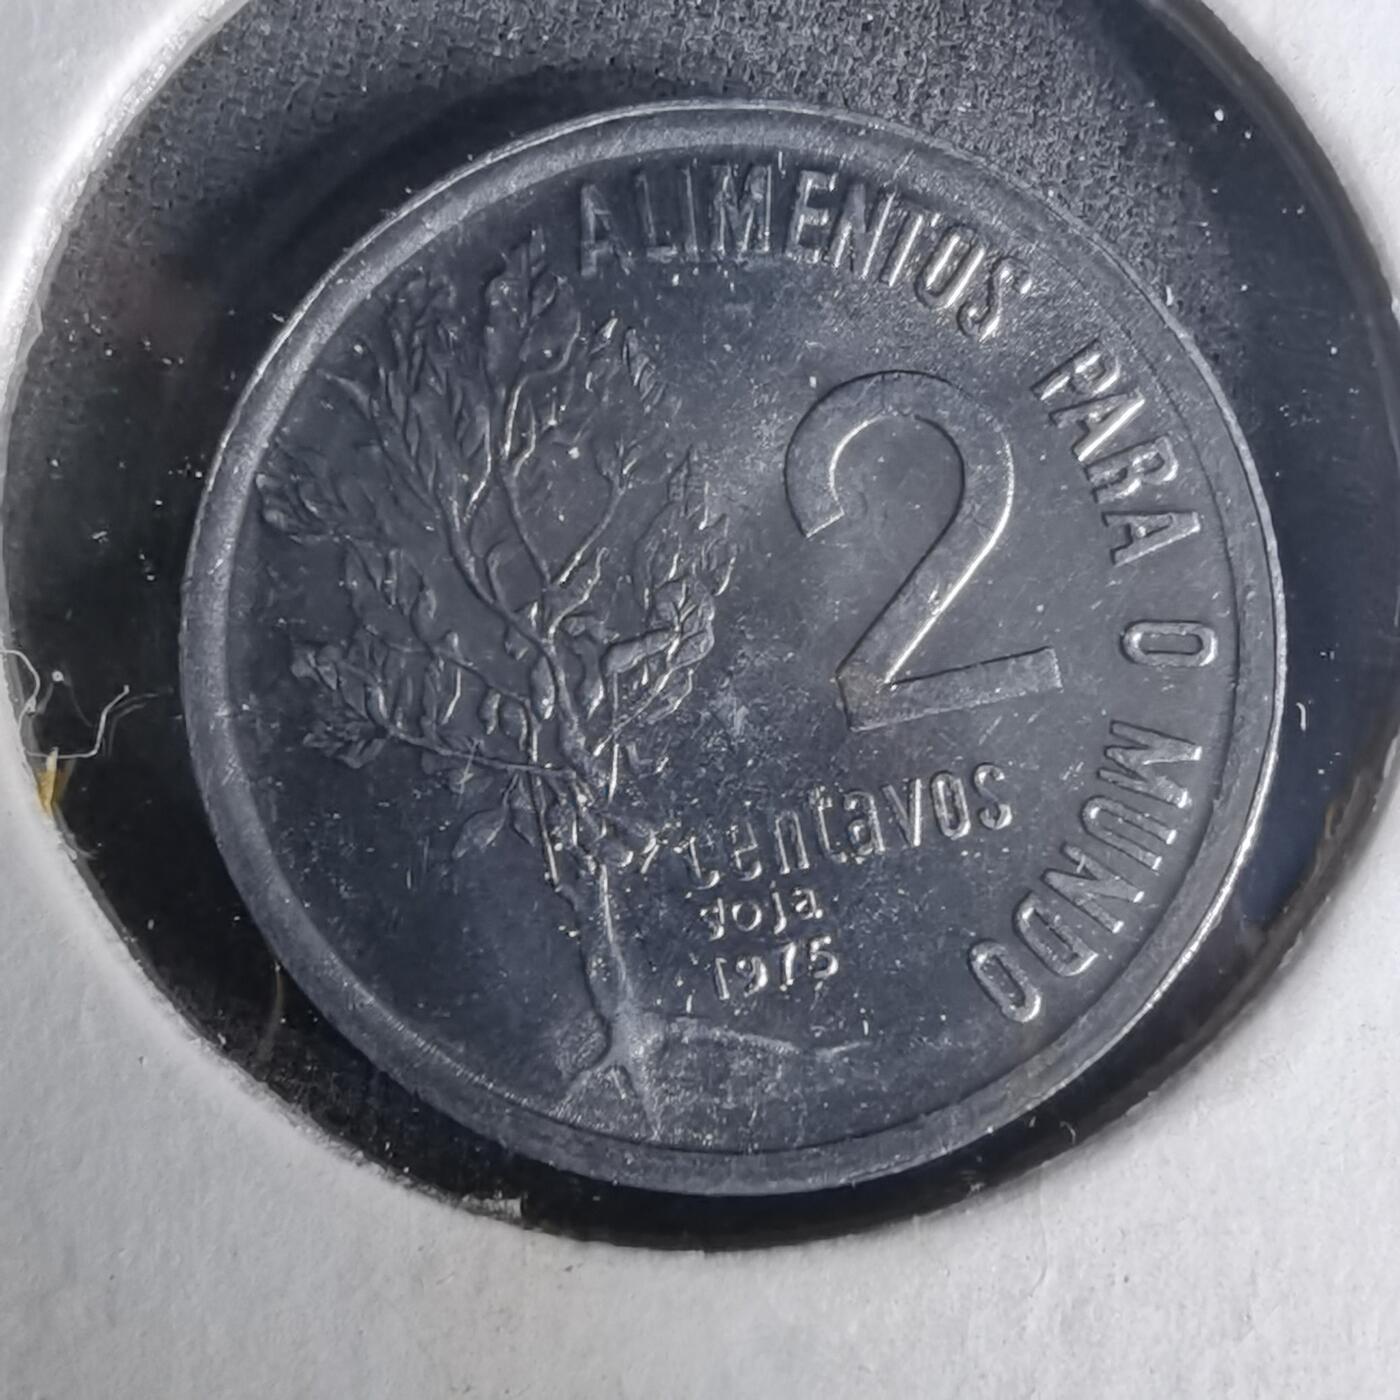 ALIMENTOS PARA O MUNDO
2
centavos
soja
1975